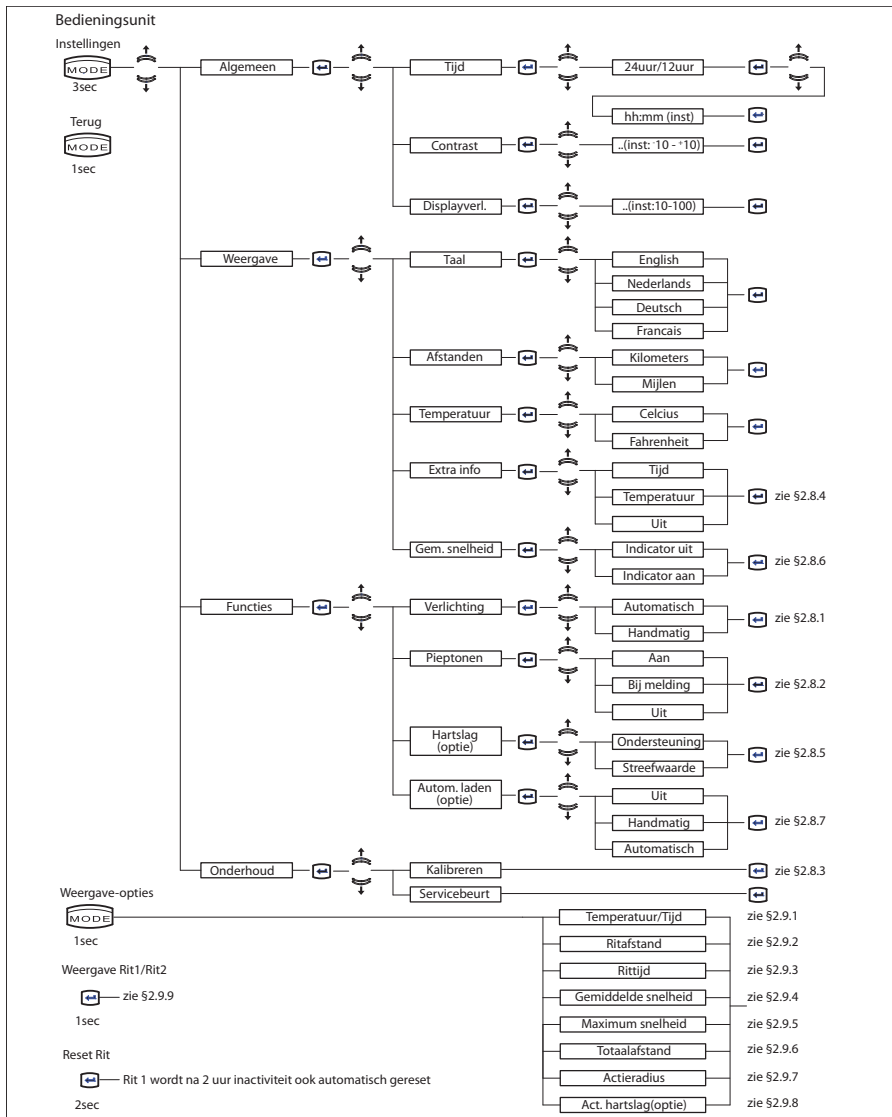 Bedieningsunit
Instellingen
MODE
3sec
Terug
MODE
1sec
Algemeen
Tijd
24uur/12uur
hh:mm (inst)
Contrast
..(inst: -10 - +10)
Displayverl.
..(inst:10-100)
Weergave
Taal
English
Nederlands
Deutsch
Francais
Afstanden
Kilometers
Mijlen
Temperatuur
Celcius
Fahrenheit
Extra info
Tijd
Temperatuur
Uit
zie §2.8.4
Gem. snelheid
Indicator uit
Indicator aan
zie §2.8.6
Functies
Verlichting
Automatisch
Handmatig
zie §2.8.1
Pieptonen
Aan
Bij melding
Uit
zie §2.8.2
Hartslag
(optie)
Ondersteuning
Streefwaarde
zie §2.8.5
Autom. laden
(optie)
Uit
Handmatig
Automatisch
zie §2.8.7
Onderhoud
Kalibreren
zie §2.8.3
Servicebeurt
Weergave-opties
MODE
1sec
Temperatuur/Tijd
zie §2.9.1
Ritafstand
zie §2.9.2
Rittijd
zie §2.9.3
Gemiddelde snelheid
zie §2.9.4
Maximum snelheid
zie §2.9.5
Totaalafstand
zie §2.9.6
Actieradius
zie §2.9.7
Act. hartslag(optie)
zie §2.9.8
Weergave Rit1/Rit2
zie §2.9.9
1sec
Reset Rit
Rit 1 wordt na 2 uur inactiviteit ook automatisch gereset
2sec